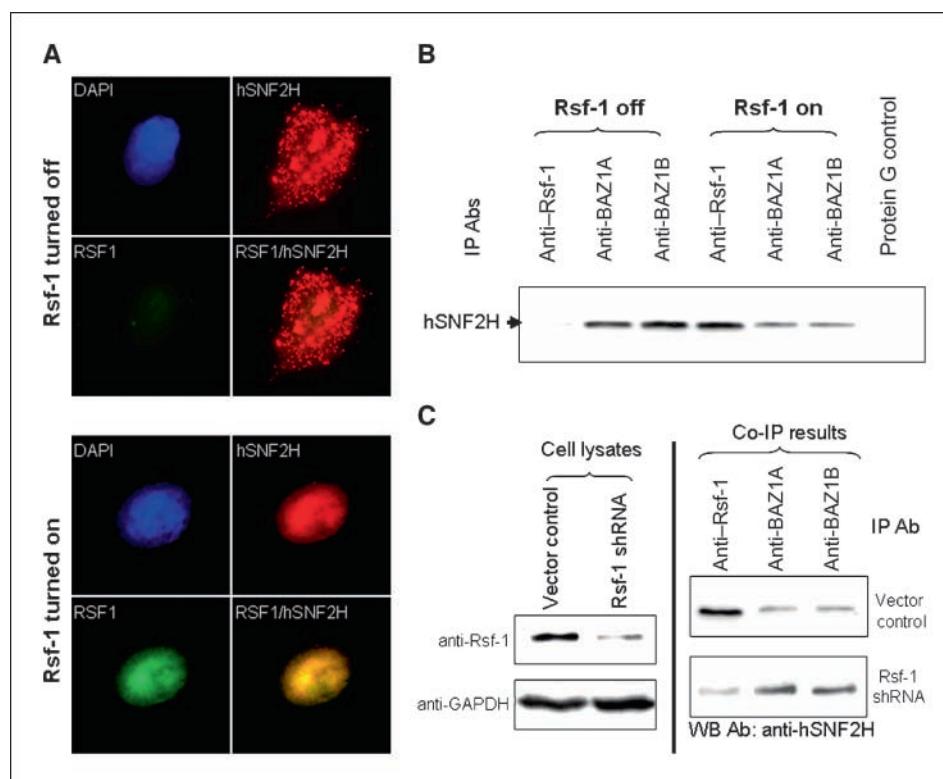 A
Rsf-1 turned off
DAPI
hSNF2H
RSF1
RSF1/hSNF2H
Rsf-1 turned on
DAPI
hSNF2H
RSF1
RSF1/hSNF2H
B
Rsf-1 off
Rsf-1 on
IP Abs
Anti–Rsf-1
Anti-BAZ1A
Anti-BAZ1B
Anti–Rsf-1
Anti-BAZ1A
Anti-BAZ1B
Protein G control
hSNF2H
C
Cell lysates
Vector control
Rsf-1 shRNA
anti-Rsf-1
anti-GAPDH
Co-IP results
Anti–Rsf-1
Anti-BAZ1A
Anti-BAZ1B
IP Ab
Vector
control
Rsf-1
shRNA
WB Ab: anti-hSNF2H